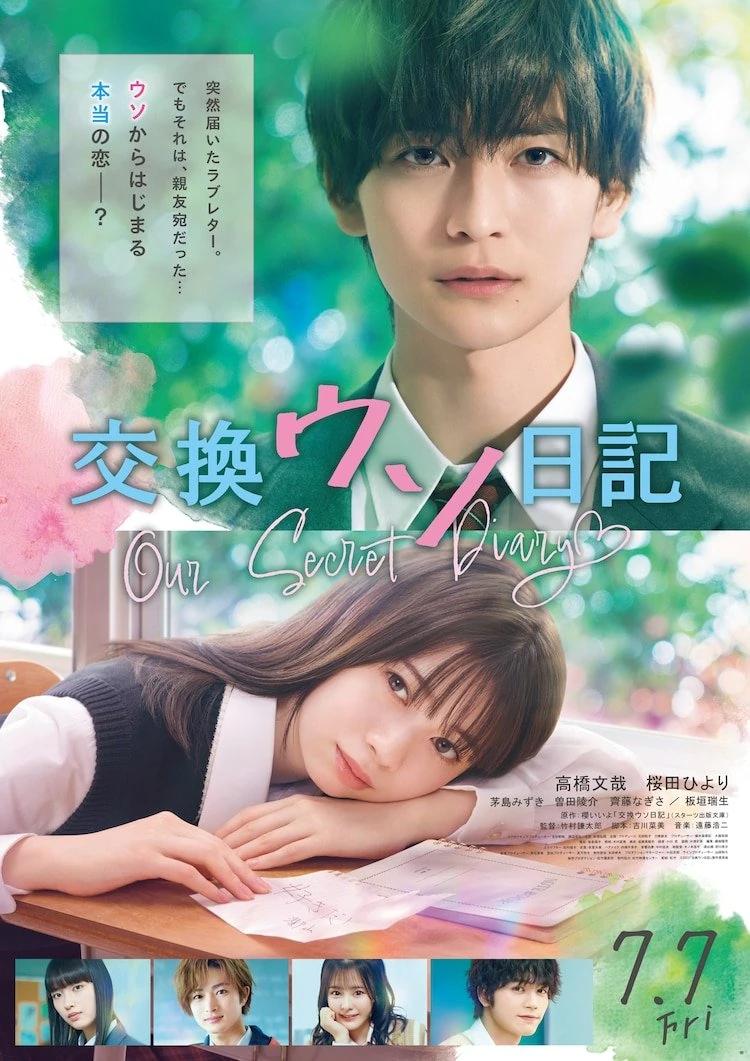 突然届いたラブレター。
でもそれは、親友宛だった…
ウソからはじまる
本当の恋――?
交換ウソ日記
Our Secret Diary
高橋文哉 桜田ひより
茅島みずき 曽田陵介 齊藤なぎさ / 板垣瑞生
原作:櫻いいよ「交換ウソ日記」(スターツ出版文庫)
監督:竹村謙太郎 脚本:吉川菜美 音楽:遠藤浩二
好きだ
7.7
Fri